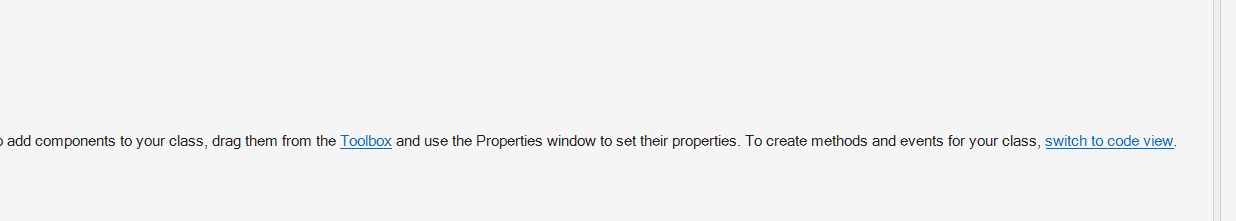 add components to your class, drag them from the Toolbox and use the Properties window to set their properties. To create methods and events for your class, switch to code view.